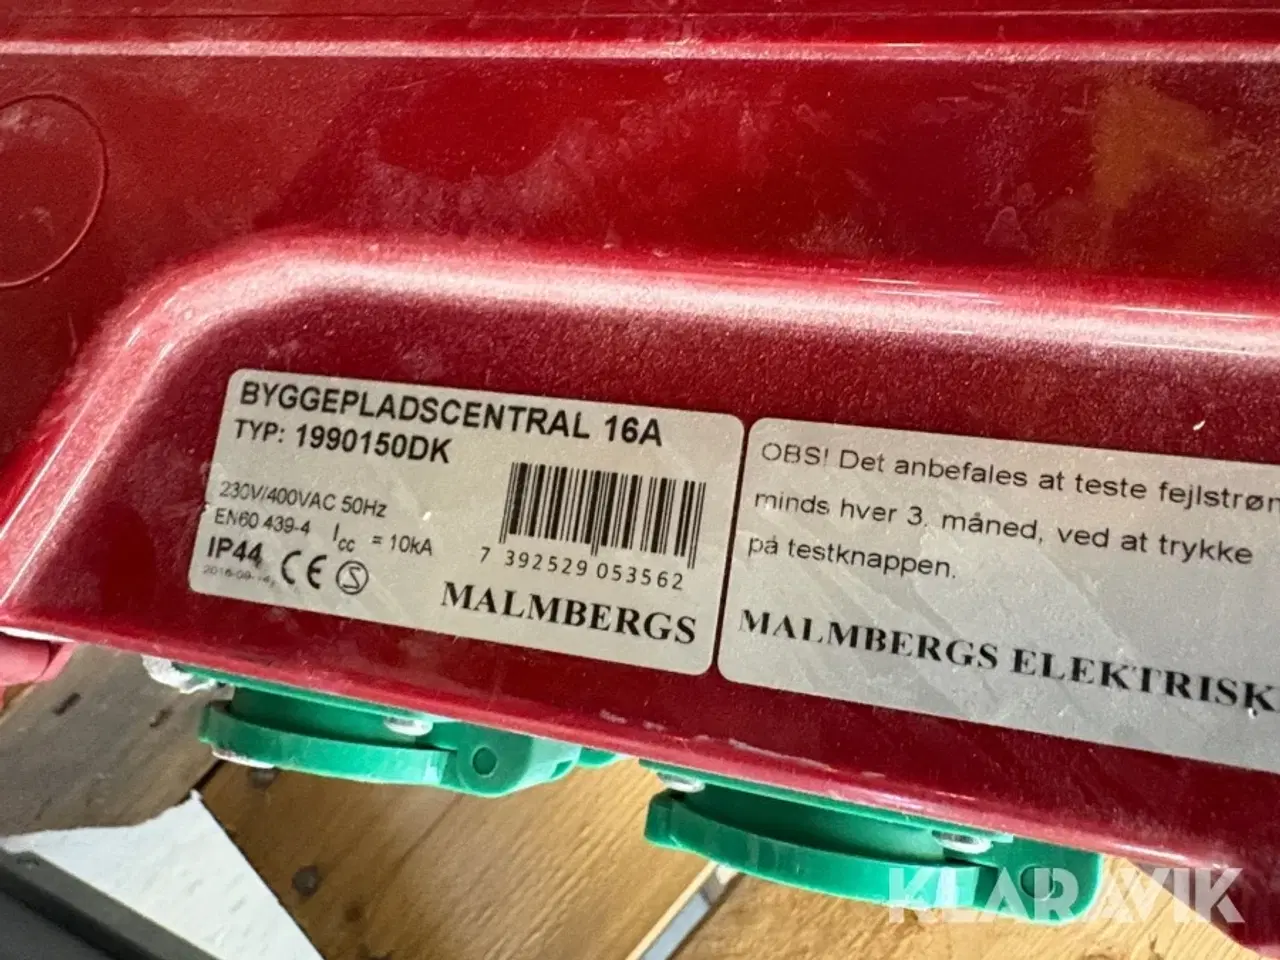 BYGGEPLADSCENTRAL 16A
TYP: 1990150DK
230V/400VAC 50Hz
EN60 439-4 Icc = 10kA
IP44 CE S
7 392529 053562
MALMBERGS
OBS! Det anbefales at teste
minds hver 3. måned, ved at trykke
på testknappen.
MALMBERGS ELEKTRISK
KLARAVIK